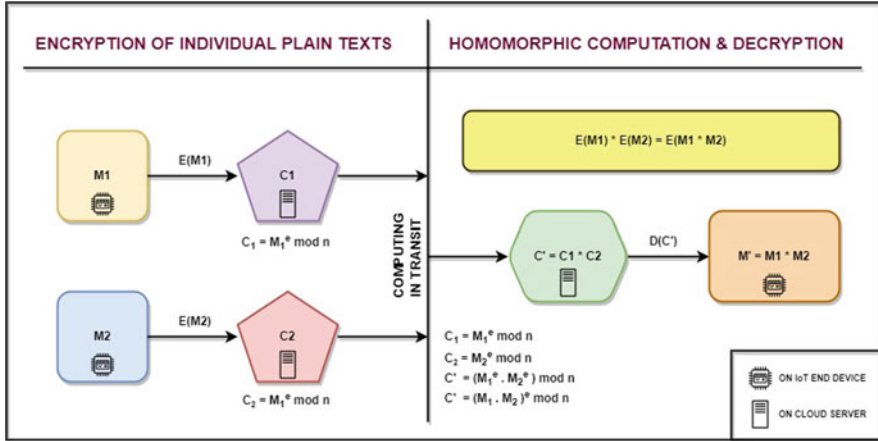 ENCRYPTION OF INDIVIDUAL PLAIN TEXTS
M1
E(M1)
C1
C₁ = M₁ᵉ mod n
M2
E(M2)
C2
C₂ = M₁ᵉ mod n
COMPUTING
IN TRANSIT
HOMOMORPHIC COMPUTATION & DECRYPTION
E(M1) * E(M2) = E(M1 * M2)
C' = C1 * C2
D(C')
M' = M1 * M2
C₁ = M₁ᵉ mod n
C₂ = M₂ᵉ mod n
C' = (M₁ᵉ . M₂ᵉ) mod n
C' = (M₁ . M₂)ᵉ mod n
ON IoT END DEVICE
ON CLOUD SERVER